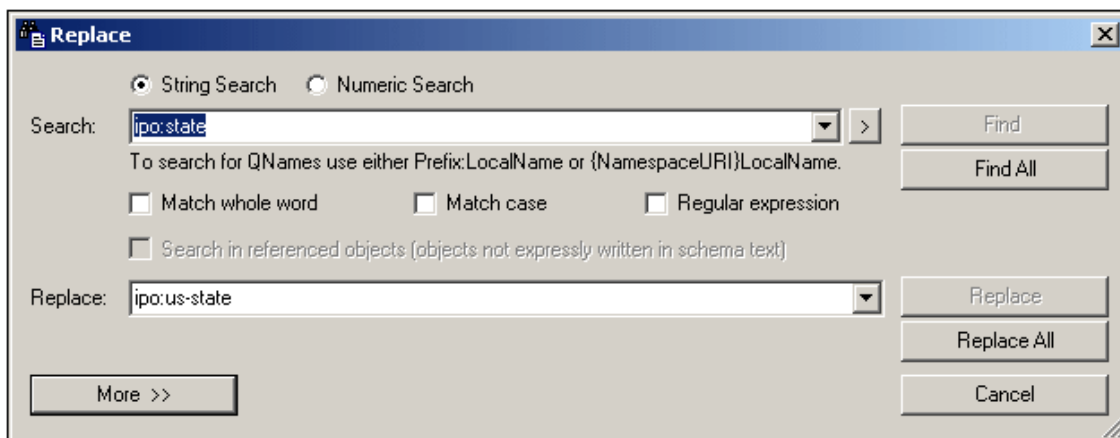 Replace
String Search Numeric Search
Search: ipo:state > Find
To search for QNames use either Prefix:LocalName or {NamespaceURI}LocalName.
Find All
Match whole word Match case Regular expression
Search in referenced objects (objects not expressly written in schema text)
Replace: ipo:us-state Replace
Replace All
More >> Cancel